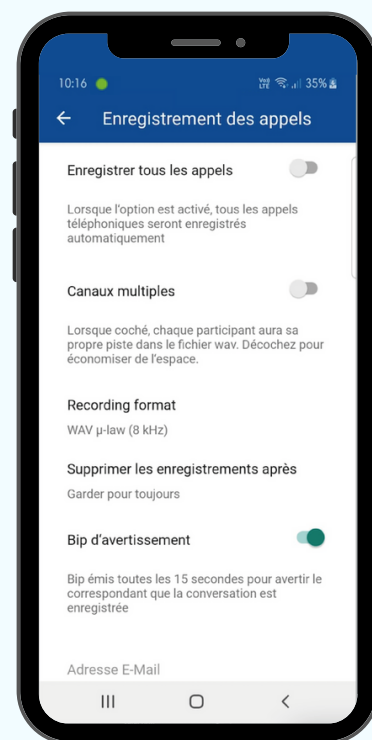 10:16 Vo) LTE 35%
Enregistrement des appels
Enregistrer tous les appels
Lorsque l'option est activé, tous les appels
téléphoniques seront enregistrés
automatiquement
Canaux multiples
Lorsque coché, chaque participant aura sa
propre piste dans le fichier wav. Décochez pour
économiser de l'espace.
Recording format
WAV µ-law (8 kHz)
Supprimer les enregistrements après
Garder pour toujours
Bip d'avertissement
Bip émis toutes les 15 secondes pour avertir le
correspondant que la conversation est
enregistrée
Adresse E-Mail